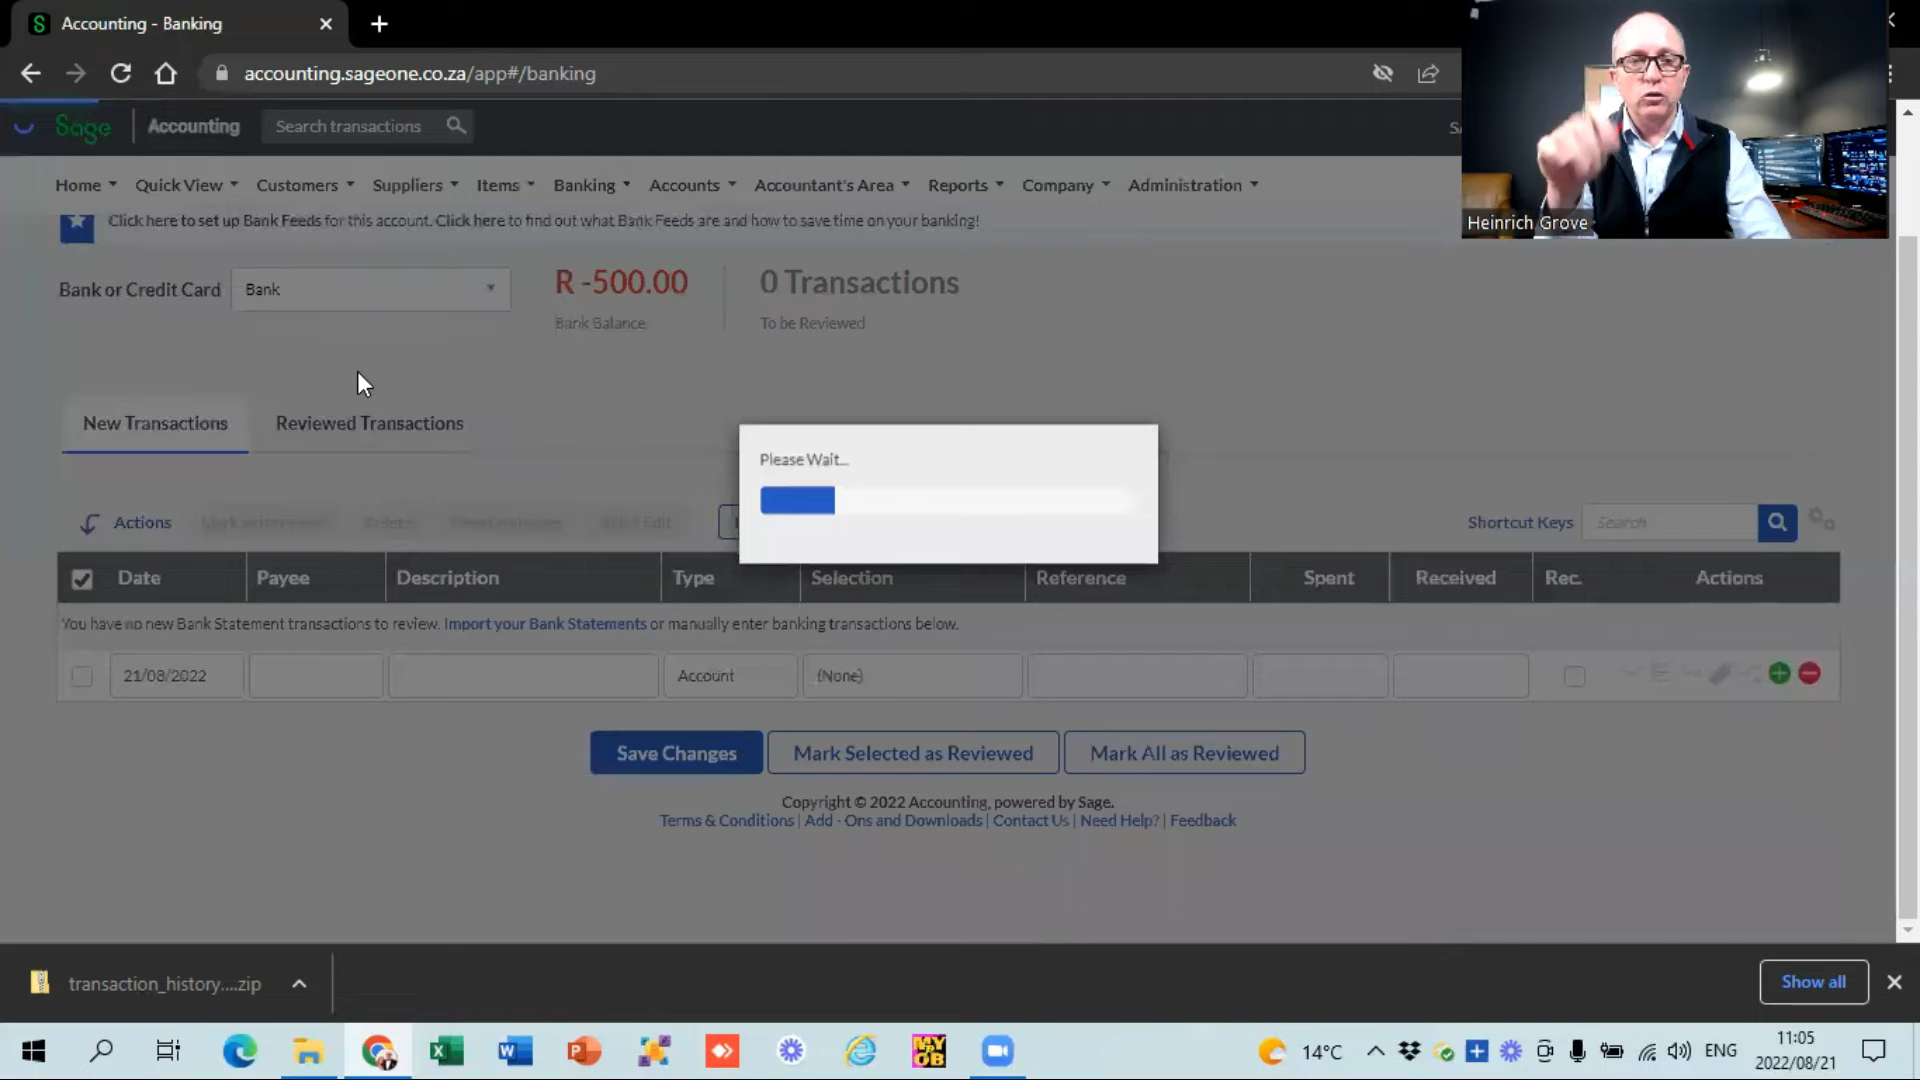 Accounting - Banking
accounting.sageone.co.za/app#/banking
Sage
Accounting
Search transactions
Home
Quick View
Customers
Suppliers
Items
Banking
Accounts
Accountant's Area
Reports
Company
Administration
Heinrich Grove
Click here to set up Bank Feeds for this account. Click here to find out what Bank Feeds are and how to save time on your banking!
Bank or Credit Card
Bank
R -500.00
Bank Balance
0 Transactions
To be Reviewed
New Transactions
Reviewed Transactions
Please Wait...
Actions
Delete
Shortcut Keys
Search
Date
Payee
Description
Type
Selection
Reference
Spent
Received
Rec.
Actions
You have no new Bank Statement transactions to review. Import your Bank Statements or manually enter banking transactions below.
21/08/2022
Account
(None)
Save Changes
Mark Selected as Reviewed
Mark All as Reviewed
Copyright © 2022 Accounting, powered by Sage.
Terms & Conditions | Add - Ons and Downloads | Contact Us | Need Help? | Feedback
transaction_history....zip
Show all
14°C
ENG
11:05
2022/08/21